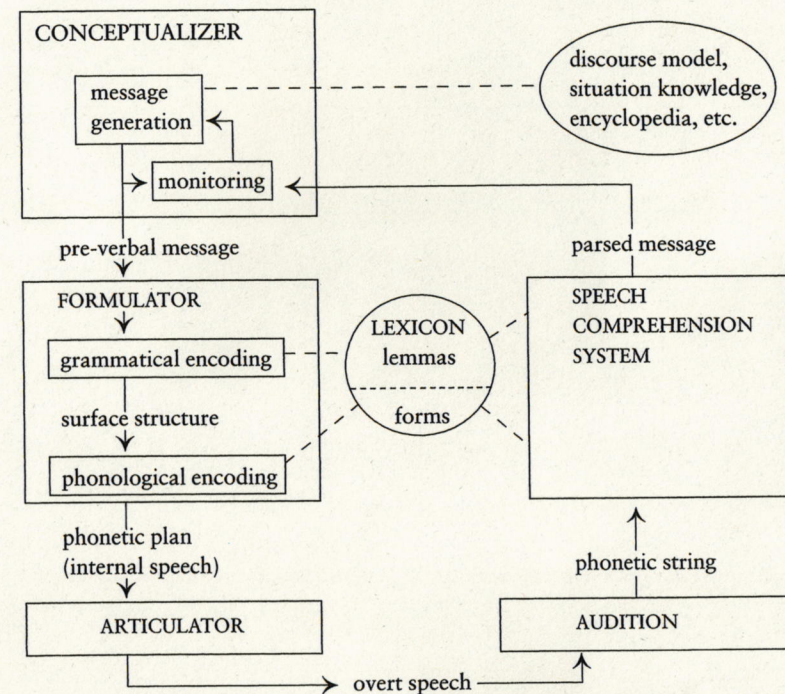 CONCEPTUALIZER
message
generation
monitoring
discourse model,
situation knowledge,
encyclopedia, etc.
pre-verbal message
parsed message
FORMULATOR
grammatical encoding
surface structure
phonological encoding
LEXICON
lemmas
forms
SPEECH
COMPREHENSION
SYSTEM
phonetic plan
(internal speech)
phonetic string
ARTICULATOR
AUDITION
overt speech